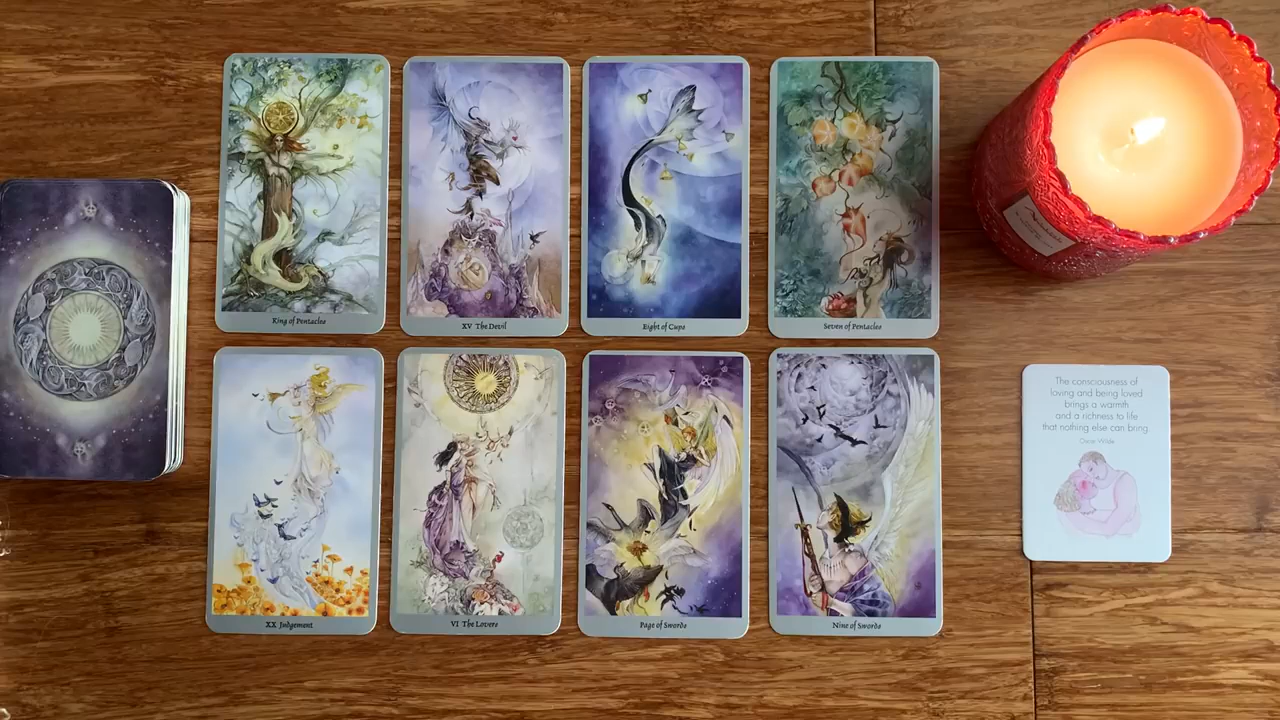 King of Pentacles
XV The Devil
Eight of Cups
Seven of Pentacles
XX Judgement
VI The Lovers
Page of Swords
Nine of Swords
The consciousness of
loving and being loved
brings a warmth
and a richness to life
that nothing else can bring
Oscar Wilde